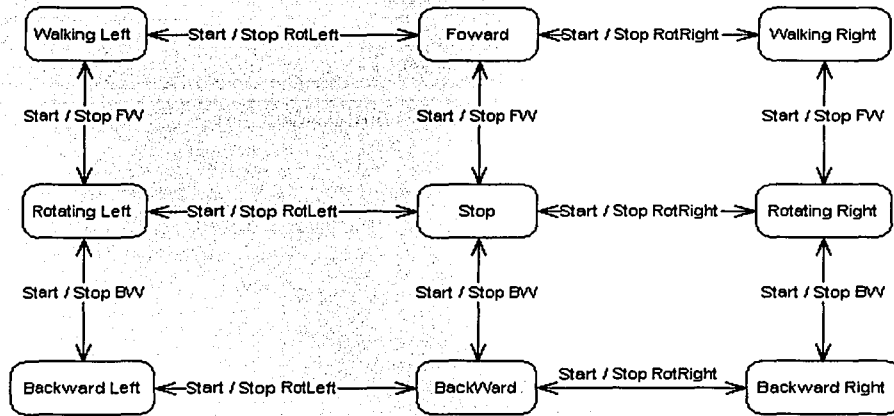 Walking Left
Start / Stop RotLeft
Foward
Start / Stop RotRight
Walking Right
Start / Stop FW
Start / Stop FW
Start / Stop FW
Rotating Left
Start / Stop RotLeft
Stop
Start / Stop RotRight
Rotating Right
Start / Stop BW
Start / Stop BW
Start / Stop BW
Backward Left
Start / Stop RotLeft
BackWard
Start / Stop RotRight
Backward Right